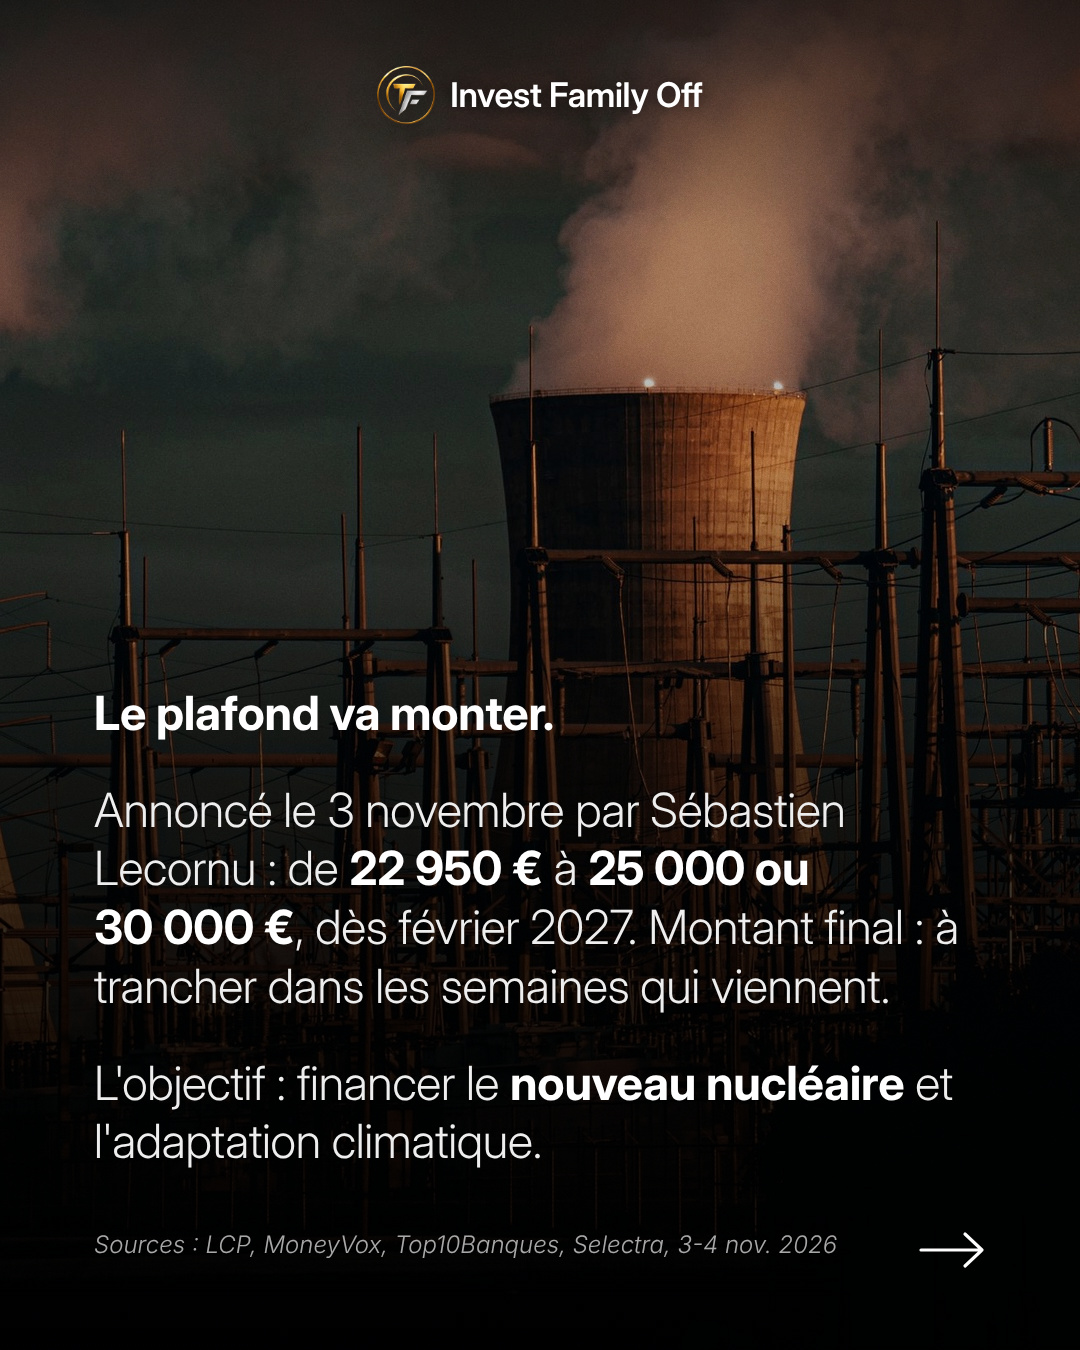 TF Invest Family Off
Le plafond va monter.
Annoncé le 3 novembre par Sébastien
Lecornu : de 22 950 € à 25 000 ou
30 000 €, dès février 2027. Montant final : à
trancher dans les semaines qui viennent.
L'objectif : financer le nouveau nucléaire et
l'adaptation climatique.
Sources : LCP, MoneyVox, Top10Banques, Selectra, 3-4 nov. 2026